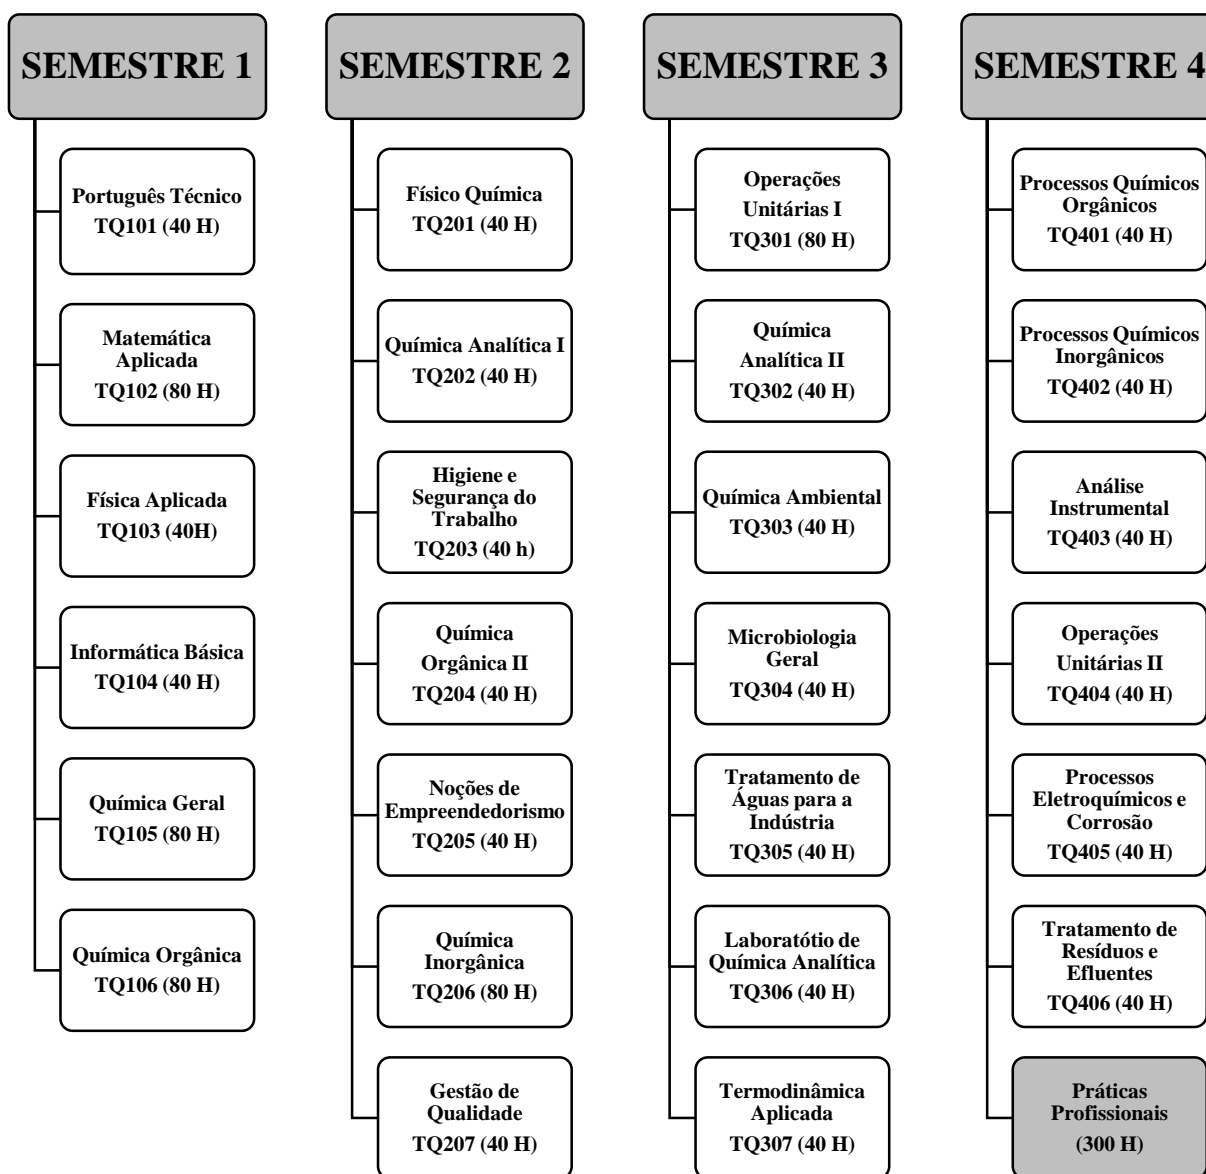 SEMESTRE 1
Português Técnico
TQ101 (40 H)
Matemática
Aplicada
TQ102 (80 H)
Física Aplicada
TQ103 (40H)
Informática Básica
TQ104 (40 H)
Química Geral
TQ105 (80 H)
Química Orgânica
TQ106 (80 H)
SEMESTRE 2
Físico Química
TQ201 (40 H)
Química Analítica I
TQ202 (40 H)
Higiene e
Segurança do
Trabalho
TQ203 (40 h)
Química
Orgânica II
TQ204 (40 H)
Noções de
Empreendedorismo
TQ205 (40 H)
Química
Inorgânica
TQ206 (80 H)
Gestão de
Qualidade
TQ207 (40 H)
SEMESTRE 3
Operações
Unitárias I
TQ301 (80 H)
Química
Analítica II
TQ302 (40 H)
Química Ambiental
TQ303 (40 H)
Microbiologia
Geral
TQ304 (40 H)
Tratamento de
Águas para a
Indústria
TQ305 (40 H)
Laboratótio de
Química Analítica
TQ306 (40 H)
Termodinâmica
Aplicada
TQ307 (40 H)
SEMESTRE 4
Processos Químicos
Orgânicos
TQ401 (40 H)
Processos Químicos
Inorgânicos
TQ402 (40 H)
Análise
Instrumental
TQ403 (40 H)
Operações
Unitárias II
TQ404 (40 H)
Processos
Eletroquímicos e
Corrosão
TQ405 (40 H)
Tratamento de
Resíduos e
Efluentes
TQ406 (40 H)
Práticas
Profissionais
(300 H)